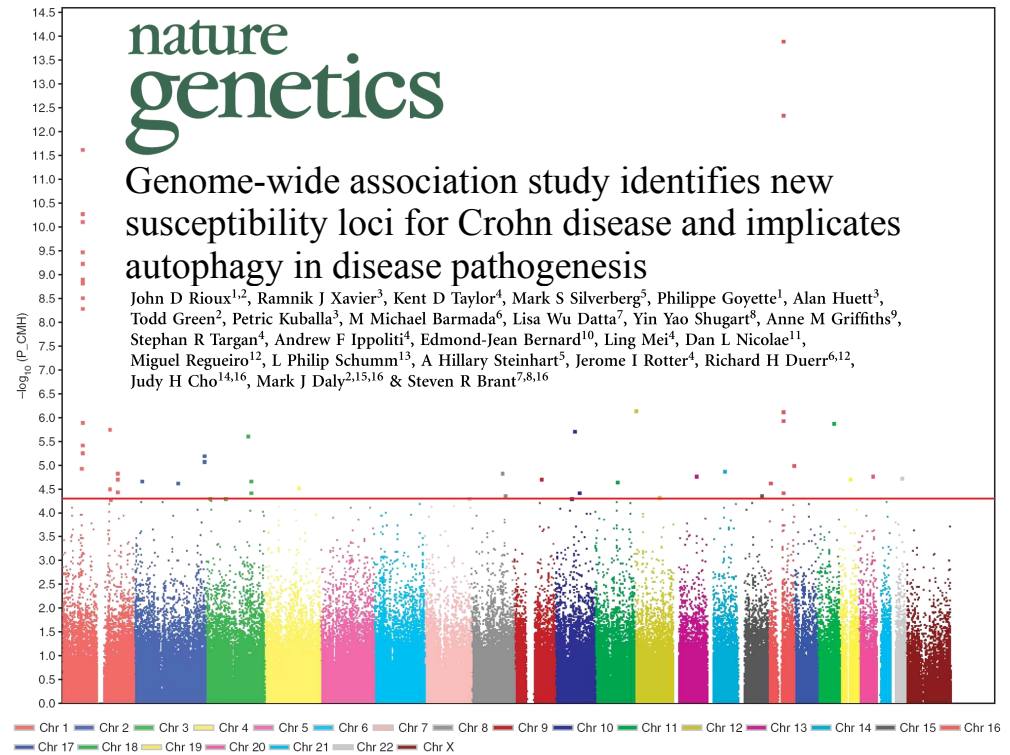 14.5
14.0
13.5
13.0
12.5
12.0
11.5
11.0
10.5
10.0
9.5
9.0
8.5
8.0
7.5
7.0
6.5
6.0
5.5
5.0
4.5
4.0
3.5
3.0
2.5
2.0
1.5
1.0
0.5
0.0
−log10 (P_CMH)
nature
genetics
Genome-wide association study identifies new
susceptibility loci for Crohn disease and implicates
autophagy in disease pathogenesis
John D Rioux1,2, Ramnik J Xavier3, Kent D Taylor4, Mark S Silverberg5, Philippe Goyette1, Alan Huett3,
Todd Green2, Petric Kuballa3, M Michael Barmada6, Lisa Wu Datta7, Yin Yao Shugart8, Anne M Griffiths9,
Stephan R Targan4, Andrew F Ippoliti4, Edmond-Jean Bernard10, Ling Mei4, Dan L Nicolae11,
Miguel Regueiro12, L Philip Schumm13, A Hillary Steinhart5, Jerome I Rotter4, Richard H Duerr6,12,
Judy H Cho14,16, Mark J Daly2,15,16 & Steven R Brant7,8,16
Chr 1 Chr 2 Chr 3 Chr 4 Chr 5 Chr 6 Chr 7 Chr 8 Chr 9 Chr 10 Chr 11 Chr 12 Chr 13 Chr 14 Chr 15 Chr 16
Chr 17 Chr 18 Chr 19 Chr 20 Chr 21 Chr 22 Chr X